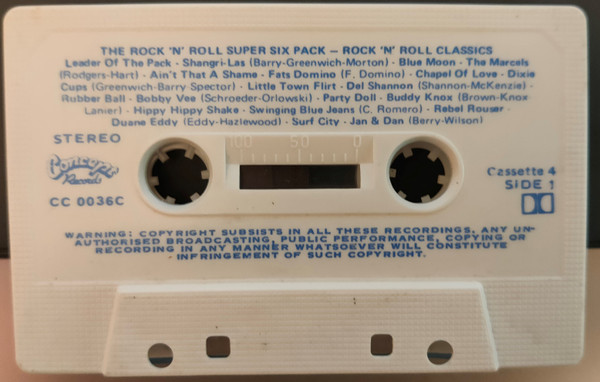 THE ROCK 'N' ROLL SUPER SIX PACK — ROCK 'N' ROLL CLASSICS
Leader Of The Pack · Shangri-Las (Barry-Greenwich-Morton) · Blue Moon · The Marcels
(Rodgers-Hart) · Ain't That A Shame · Fats Domino (F. Domino) · Chapel Of Love · Dixie
Cups (Greenwich-Barry-Spector) · Little Town Flirt · Del Shannon (Shannon-McKenzie) ·
Rubber Ball · Bobby Vee (Schroeder-Orlowski) · Party Doll · Buddy Knox (Brown-Knox
Lanier) · Hippy Hippy Shake · Swinging Blue Jeans (C. Romero) · Rebel Rouser ·
Duane Eddy (Eddy-Hazlewood) · Surf City · Jan & Dan (Berry-Wilson)
STEREO
100 50 0
Concept
Records
CC 0036C
Cassette 4
SIDE 1
WARNING: COPYRIGHT SUBSISTS IN ALL THESE RECORDINGS, ANY UN-
AUTHORISED BROADCASTING, PUBLIC PERFORMANCE, COPYING OR
RECORDING IN ANY MANNER WHATSOEVER WILL CONSTITUTE
INFRINGEMENT OF SUCH COPYRIGHT.